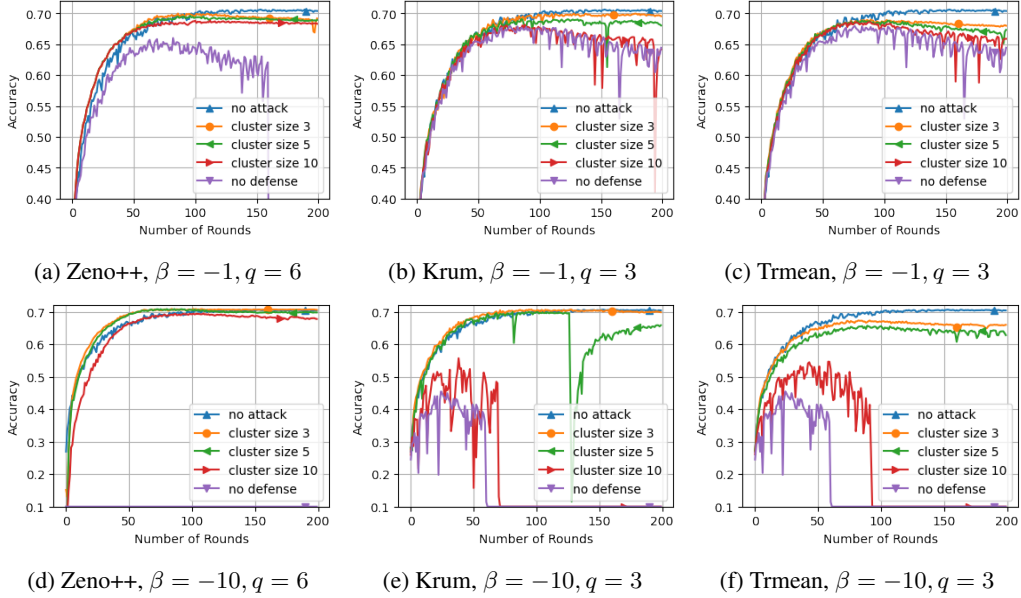 0.70
0.65
0.60
0.55
0.50
0.45
0.40
Accuracy
no attack
cluster size 3
cluster size 5
cluster size 10
no defense
0 50 100 150 200
Number of Rounds
(a) Zeno++, β = −1, q = 6
0.70
0.65
0.60
0.55
0.50
0.45
0.40
Accuracy
no attack
cluster size 3
cluster size 5
cluster size 10
no defense
0 50 100 150 200
Number of Rounds
(b) Krum, β = −1, q = 3
0.70
0.65
0.60
0.55
0.50
0.45
0.40
Accuracy
no attack
cluster size 3
cluster size 5
cluster size 10
no defense
0 50 100 150 200
Number of Rounds
(c) Trmean, β = −1, q = 3
0.7
0.6
0.5
0.4
0.3
0.2
0.1
Accuracy
no attack
cluster size 3
cluster size 5
cluster size 10
no defense
0 50 100 150 200
Number of Rounds
(d) Zeno++, β = −10, q = 6
0.7
0.6
0.5
0.4
0.3
0.2
0.1
Accuracy
no attack
cluster size 3
cluster size 5
cluster size 10
no defense
0 50 100 150 200
Number of Rounds
(e) Krum, β = −10, q = 3
0.7
0.6
0.5
0.4
0.3
0.2
0.1
Accuracy
no attack
cluster size 3
cluster size 5
cluster size 10
no defense
0 50 100 150 200
Number of Rounds
(f) Trmean, β = −10, q = 3